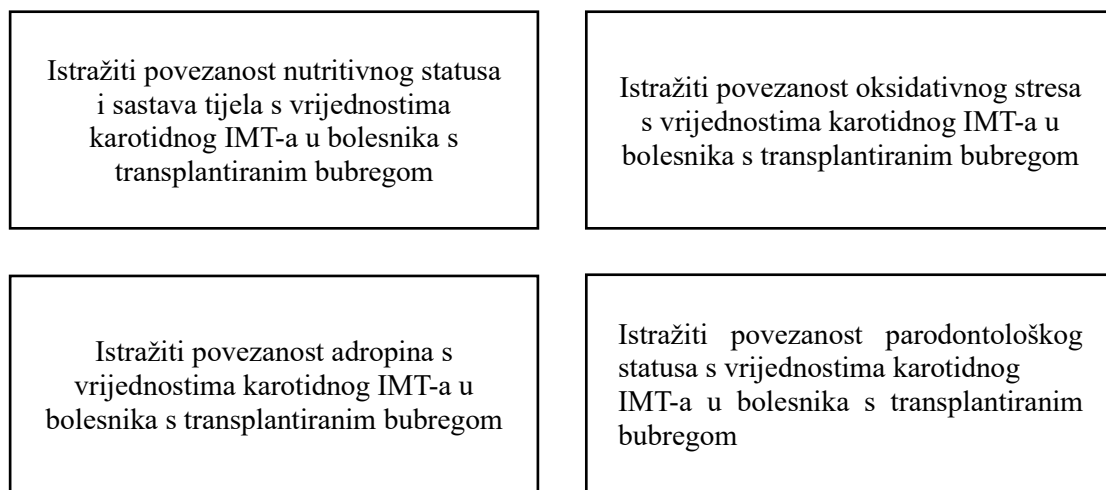 Istražiti povezanost nutritivnog statusa
i sastava tijela s vrijednostima
karotidnog IMT-a u bolesnika s
transplantiranim bubregom
Istražiti povezanost oksidativnog stresa
s vrijednostima karotidnog IMT-a u
bolesnika s transplantiranim bubregom
Istražiti povezanost adropina s
vrijednostima karotidnog IMT-a u
bolesnika s transplantiranim bubregom
Istražiti povezanost parodontološkog
statusa s vrijednostima karotidnog
IMT-a u bolesnika s transplantiranim
bubregom